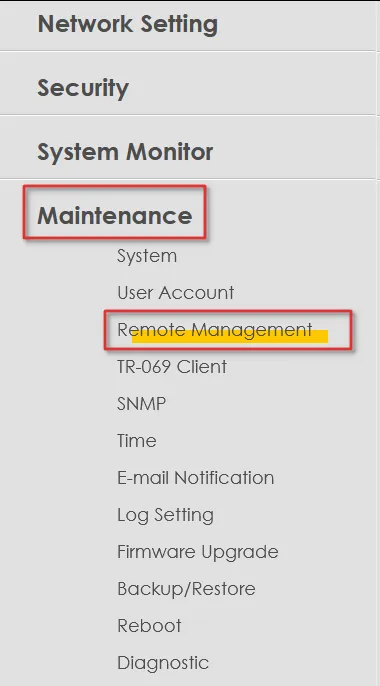 Network Setting
Security
System Monitor
Maintenance
System
User Account
Remote Management
TR-069 Client
SNMP
Time
E-mail Notification
Log Setting
Firmware Upgrade
Backup/Restore
Reboot
Diagnostic